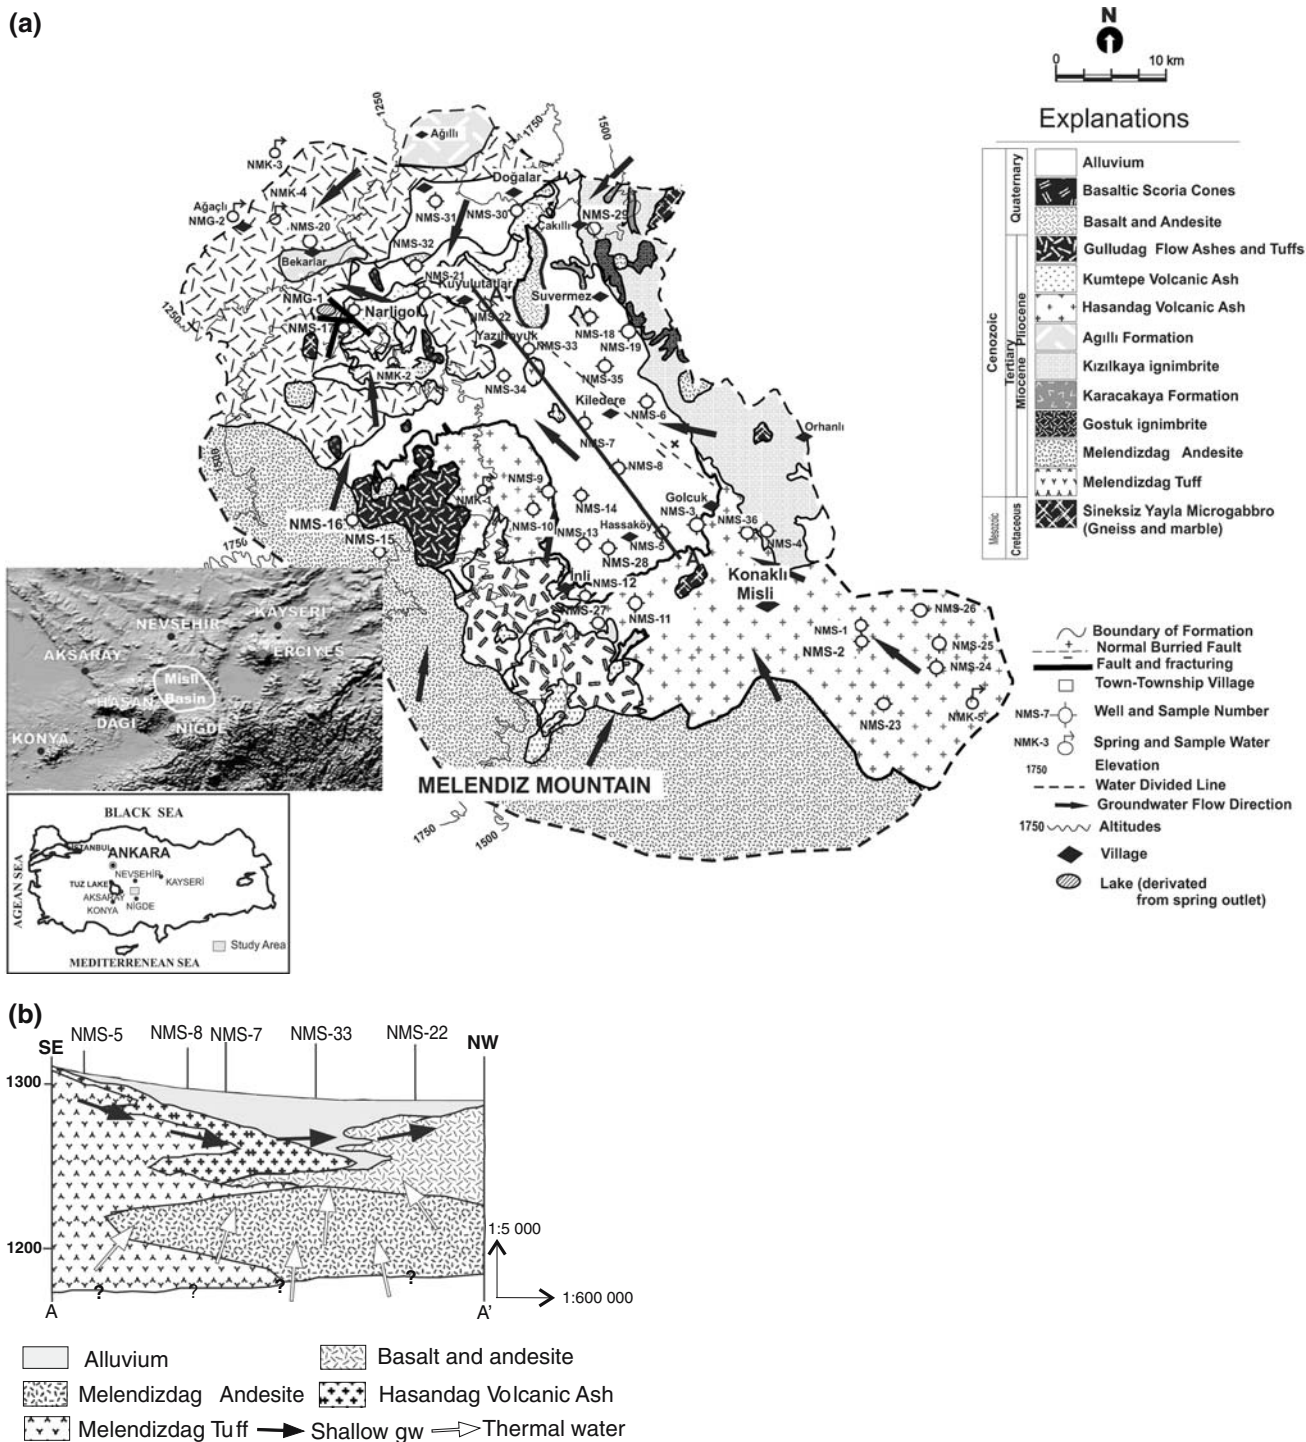 (a)
N
0 10 km
Explanations
Cenozoic
Mesozoic
Quaternary
Tertiary
Miocene Pliocene
Cretaceous
Alluvium
Basaltic Scoria Cones
Basalt and Andesite
Gulludag Flow Ashes and Tuffs
Kumtepe Volcanic Ash
Hasandag Volcanic Ash
Agıllı Formation
Kızılkaya ignimbrite
Karacakaya Formation
Gostuk ignimbrite
Melendizdag Andesite
Melendizdag Tuff
Sineksiz Yayla Microgabbro
(Gneiss and marble)
Boundary of Formation
Normal Burried Fault
Fault and fracturing
Town-Township Village
NMS-7 Well and Sample Number
NMK-3 Spring and Sample Water
1750 Elevation
Water Divided Line
Groundwater Flow Direction
1750 Altitudes
Village
Lake (derivated
from spring outlet)
1250
1750
1500
Ağıllı
NMK-3
NMK-4
Doğalar
Ağaçlı
NMG-2
NMS-31
NMS-30
NMS-29
Çakıllı
NMS-20
NMS-32
Bekarlar
NMS-21
Kuyulutatlar
A'
Suvermez
NMG-1
Narligol
NMS-22
1250
NMS-17
Yazıhoyuk
NMS-18
NMS-33
NMS-19
NMK-2
NMS-34
NMS-35
Kiledere
NMS-6
Orhanlı
NMS-7
1500
NMS-8
NMS-9
NMK-1
Golcuk
NMS-14
NMS-3
NMS-36
NMS-16
NMS-10
NMS-13
Hassaköy
NMS-5
NMS-4
NMS-15
NMS-28
A
1750
Inli
NMS-12
Konaklı
Misli
NMS-27
NMS-11
NMS-26
NMS-1
NMS-2
NMS-25
NMS-24
NMS-23
NMK-5
MELENDIZ MOUNTAIN
1750
1500
KAYSERI
NEVSEHIR
ERCIYES
AKSARAY
Misli
Basin
HASAN
DAGI
NIGDE
KONYA
BLACK SEA
AGEAN SEA
ISTANBUL
ANKARA
NEVŞEHİR
KAYSERİ
TUZ LAKE
AKSARAY
KONYA
NİGDE
Study Area
MEDITERRENEAN SEA
(b)
SE
NMS-5
NMS-8
NMS-7
NMS-33
NMS-22
NW
1300
1200
1:5 000
1:600 000
? ? ? ?
A
A'
Alluvium
Basalt and andesite
Melendizdag Andesite
Hasandag Volcanic Ash
Melendizdag Tuff
Shallow gw
Thermal water